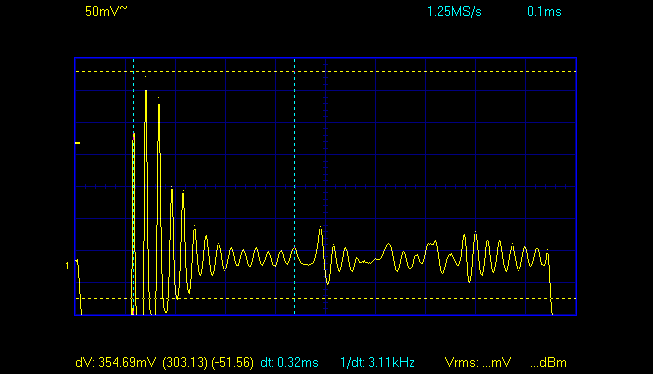 50mV~ 1.25MS/s 0.1ms
1
dV: 354.69mV (303.13) (-51.56) dt: 0.32ms 1/dt: 3.11kHz Vrms: ...mV ...dBm